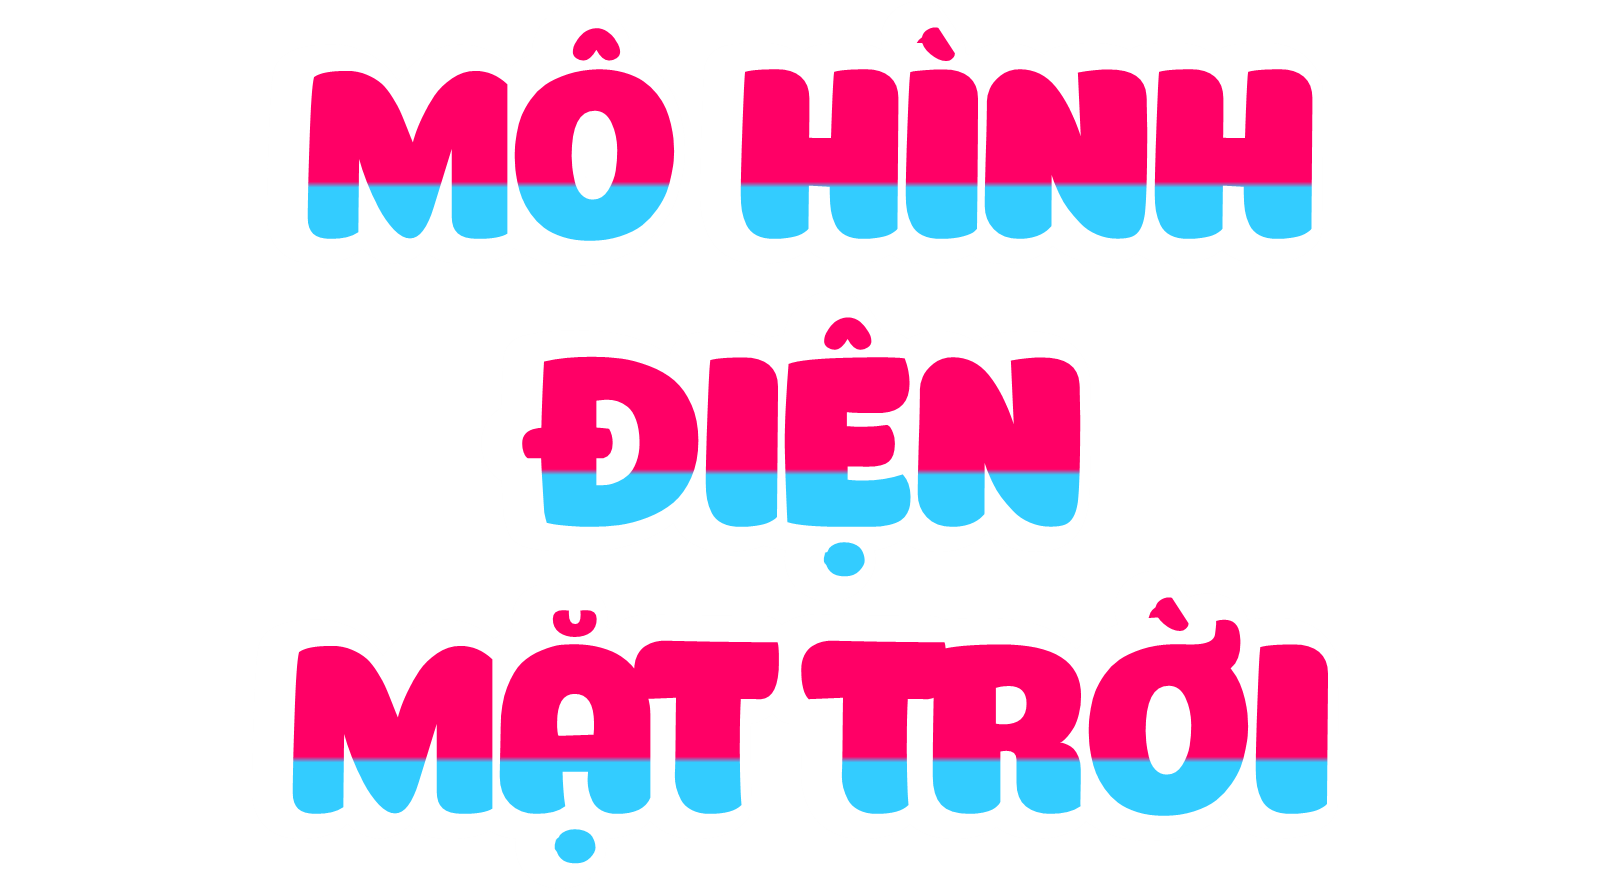 MÔ HÌNH
ĐIỆN
MẶT TRỜI